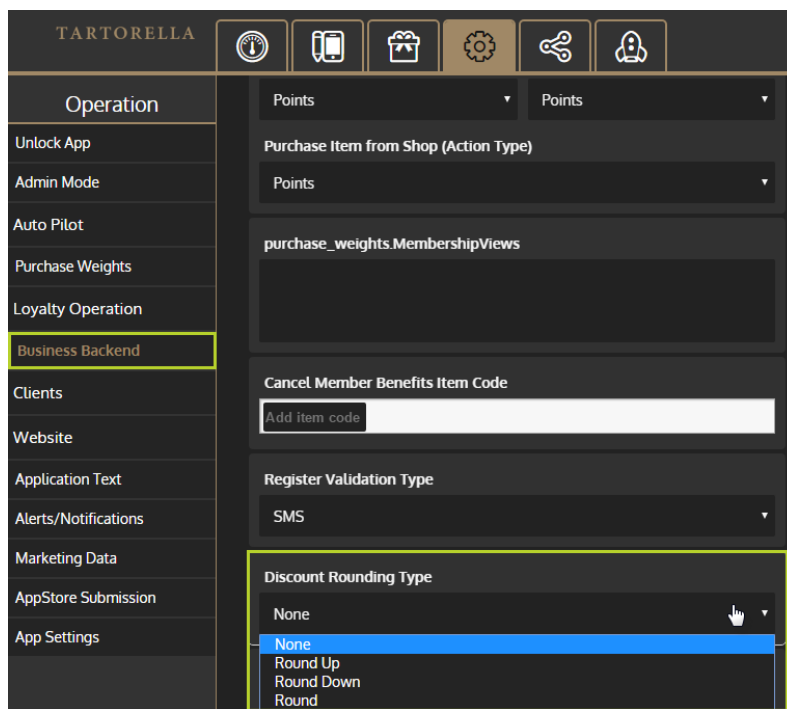 TARTORELLA
Operation
Unlock App
Admin Mode
Auto Pilot
Purchase Weights
Loyalty Operation
Business Backend
Clients
Website
Application Text
Alerts/Notifications
Marketing Data
AppStore Submission
App Settings
Points Points
Purchase Item from Shop (Action Type)
Points
purchase_weights.MembershipViews
Cancel Member Benefits Item Code
Add item code
Register Validation Type
SMS
Discount Rounding Type
None
None
Round Up
Round Down
Round